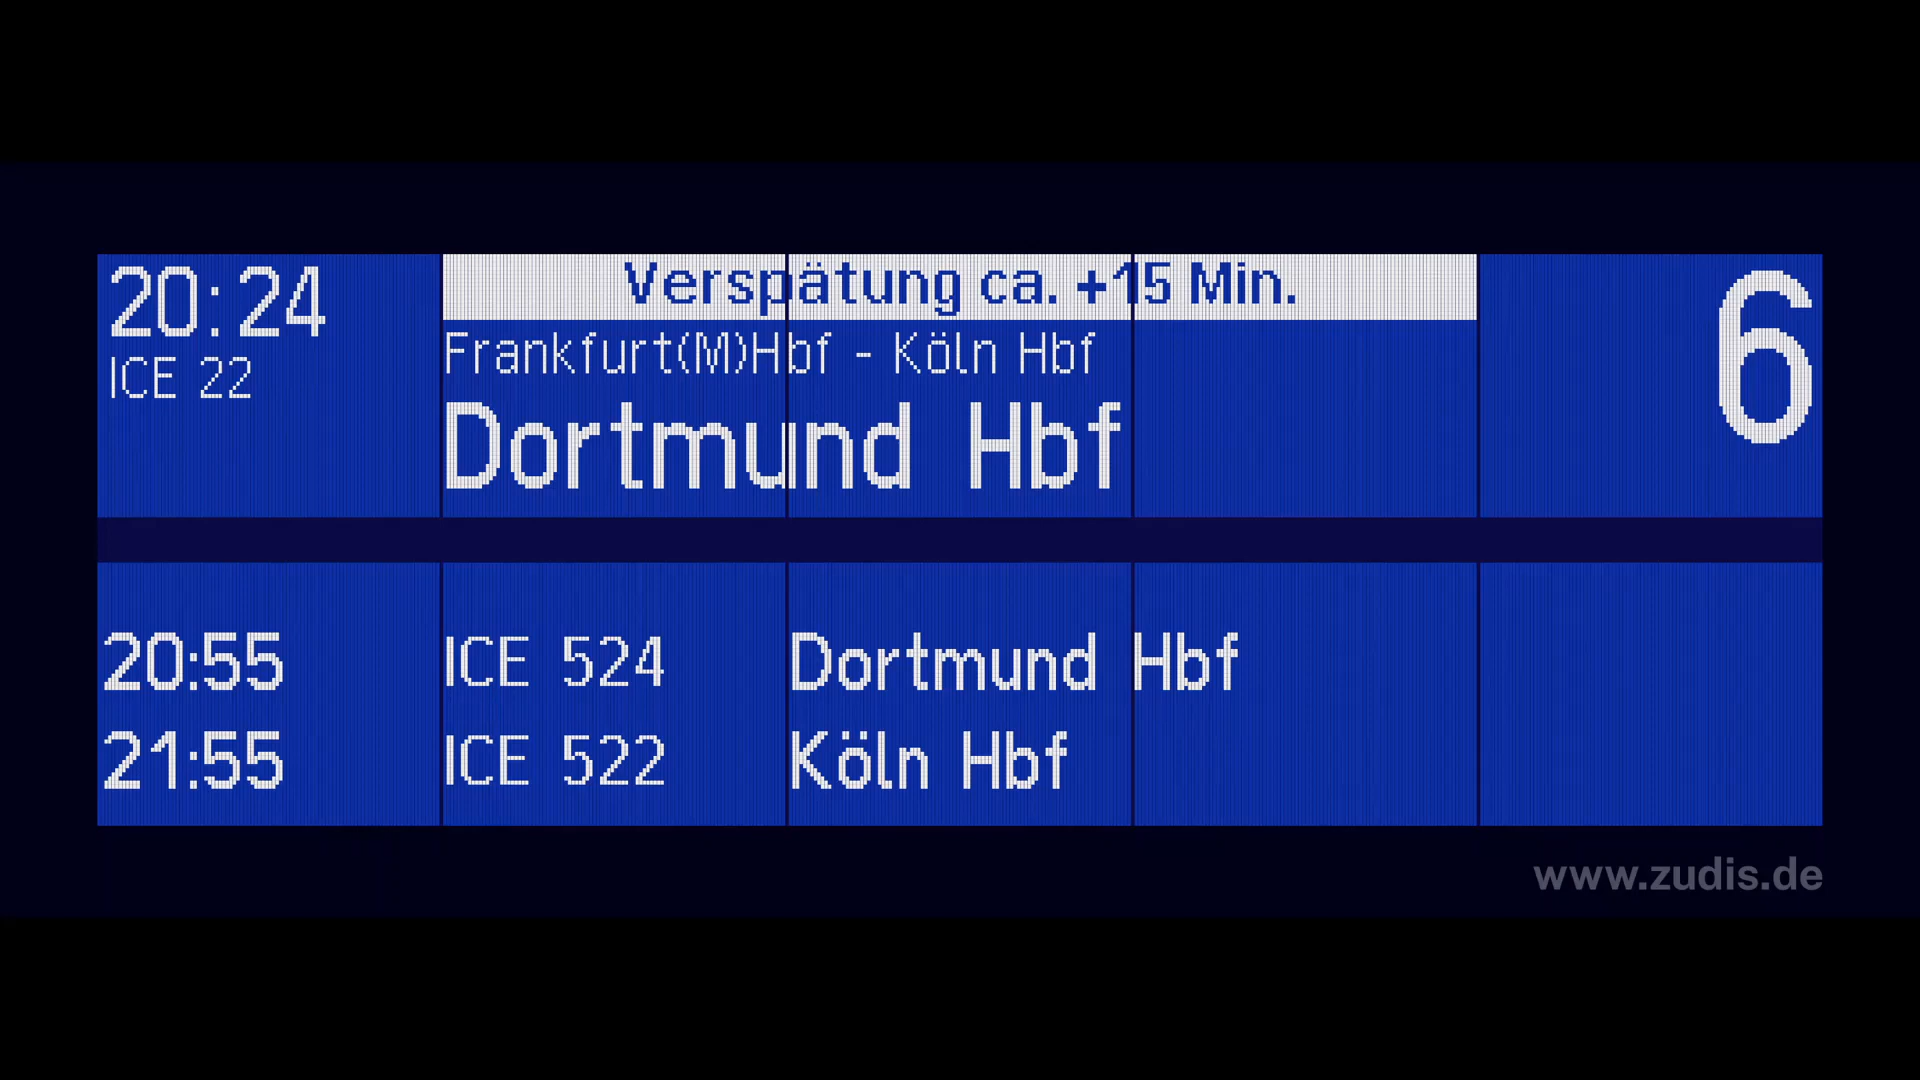 20:24
Verspätung ca. +15 Min.
6
ICE 22
Frankfurt(M)Hbf - Köln Hbf
Dortmund Hbf
20:55 ICE 524 Dortmund Hbf
21:55 ICE 522 Köln Hbf
www.zudis.de